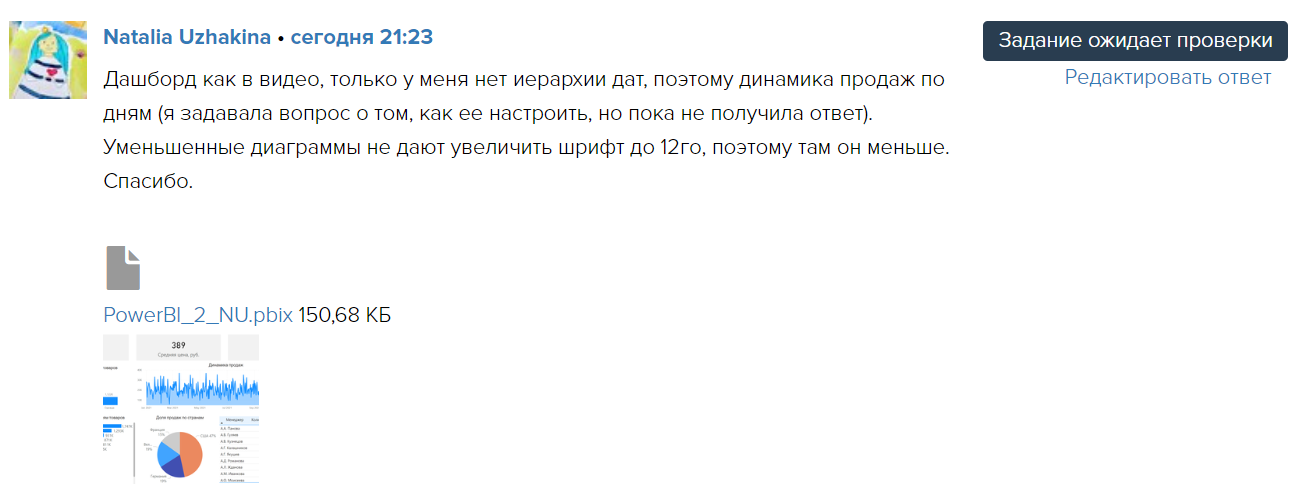 Natalia Uzhakina • сегодня 21:23
Задание ожидает проверки
Редактировать ответ
Дашборд как в видео, только у меня нет иерархии дат, поэтому динамика продаж по
дням (я задавала вопрос о том, как ее настроить, но пока не получила ответ).
Уменьшенные диаграммы не дают увеличить шрифт до 12го, поэтому там он меньше.
Спасибо.
PowerBI_2_NU.pbix 150,68 КБ
389
Средняя цена, руб.
Динамика продаж
Доля продаж по странам
Менеджер